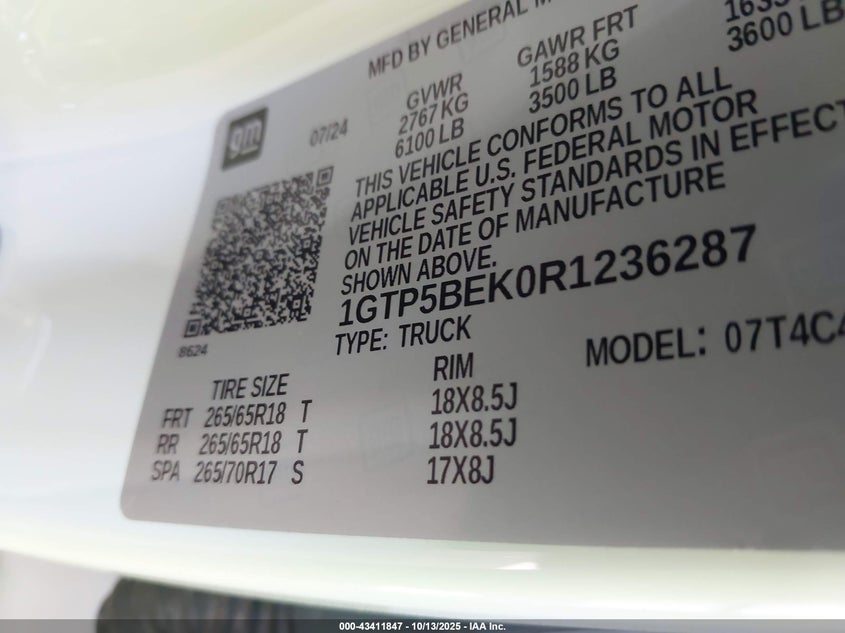 MFD BY GENERAL
gm
07/24
GVWR
2767 KG
6100 LB
GAWR FRT
1588 KG
3500 LB
3600 LB
THIS VEHICLE CONFORMS TO ALL
APPLICABLE U.S. FEDERAL MOTOR
VEHICLE SAFETY STANDARDS IN EFFECT
ON THE DATE OF MANUFACTURE
SHOWN ABOVE.
1GTP5BEK0R1236287
TYPE: TRUCK
MODEL: 07T4C4
8624
TIRE SIZE RIM
FRT 265/65R18 T 18X8.5J
RR 265/65R18 T 18X8.5J
SPA 265/70R17 S 17X8J
000-43411847 | 10/13/2025 - IAA Inc.